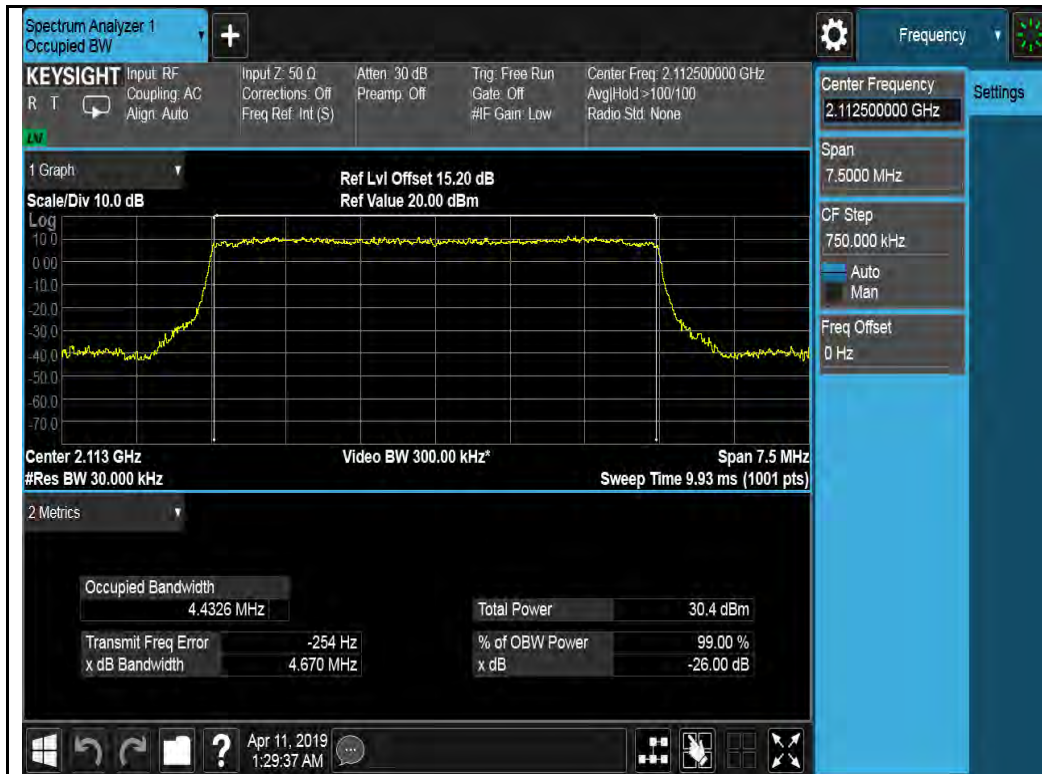 Spectrum Analyzer 1
Occupied BW
+
Frequency
KEYSIGHT Input: RF Input Z: 50 Ω Atten: 30 dB Trig: Free Run Center Freq: 2.112500000 GHz
R T Coupling: AC Corrections: Off Preamp: Off Gate: Off Avg|Hold >100/100
Align: Auto Freq Ref: Int (S) #IF Gain: Low Radio Std: None
Center Frequency
2.112500000 GHz
Settings
Span
7.5000 MHz
CF Step
750.000 kHz
Auto
Man
Freq Offset
0 Hz
1 Graph
Ref Lvl Offset 15.20 dB
Scale/Div 10.0 dB Ref Value 20.00 dBm
Log
10.0
0.00
-10.0
-20.0
-30.0
-40.0
-50.0
-60.0
-70.0
Center 2.113 GHz Video BW 300.00 kHz* Span 7.5 MHz
#Res BW 30.000 kHz Sweep Time 9.93 ms (1001 pts)
2 Metrics
Occupied Bandwidth
4.4326 MHz Total Power 30.4 dBm
Transmit Freq Error -254 Hz % of OBW Power 99.00 %
x dB Bandwidth 4.670 MHz x dB -26.00 dB
? Apr 11, 2019
1:29:37 AM